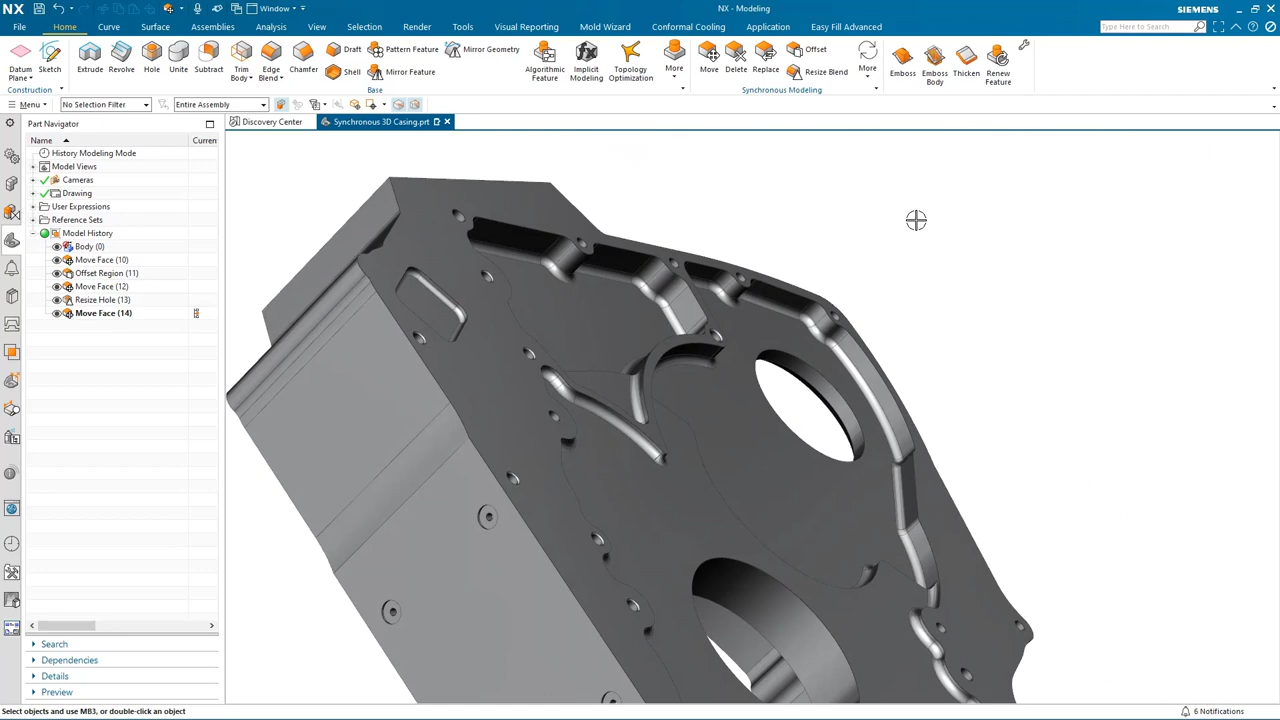 NX
Window
NX - Modeling
SIEMENS
File
Home
Curve
Surface
Assemblies
Analysis
View
Selection
Render
Tools
Visual Reporting
Mold Wizard
Conformal Cooling
Application
Easy Fill Advanced
Type Here to Search
Datum Plane
Sketch
Extrude
Revolve
Hole
Unite
Subtract
Trim Body
Edge Blend
Chamfer
Draft
Shell
Pattern Feature
Mirror Feature
Mirror Geometry
Algorithmic Feature
Implicit Modeling
Topology Optimization
More
Move
Delete
Replace
Offset
Resize Blend
More
Emboss
Emboss Body
Thicken
Renew Feature
Construction
Base
Synchronous Modeling
Menu
No Selection Filter
Entire Assembly
Part Navigator
Discovery Center
Synchronous 3D Casing.prt
Name
Curren
History Modeling Mode
Model Views
Cameras
Drawing
User Expressions
Reference Sets
Model History
Body (0)
Move Face (10)
Offset Region (11)
Move Face (12)
Resize Hole (13)
Move Face (14)
Search
Dependencies
Details
Preview
Select objects and use MB3, or double-click an object
6 Notifications